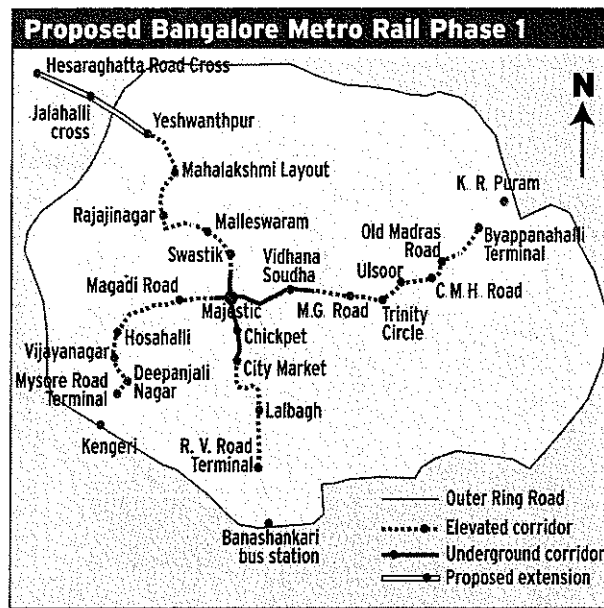 Proposed Bangalore Metro Rail Phase 1
Hesaraghatta Road Cross
N
Jalahalli
cross
Yeshwanthpur
Mahalakshmi Layout
K. R. Puram
Rajajinagar
Malleswaram
Old Madras
Road
Byappanahalli
Terminal
Swastik
Vidhana
Soudha
Ulsoor
C.M.H. Road
Magadi Road
Majestic
M.G. Road
Trinity
Circle
Hosahalli
Chickpet
Vijayanagar
City Market
Mysore Road
Terminal
Deepanjali
Nagar
Lalbagh
Kengeri
R. V. Road
Terminal
Banashankari
bus station
Outer Ring Road
Elevated corridor
Underground corridor
Proposed extension